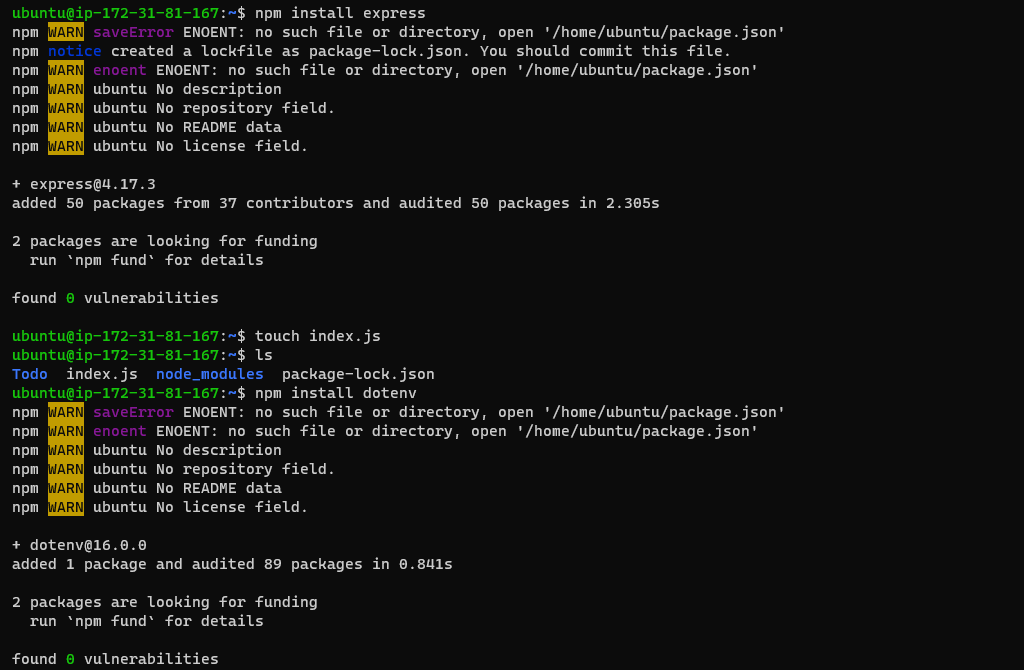 ubuntu@ip-172-31-81-167:~$ npm install express
npm WARN saveError ENOENT: no such file or directory, open '/home/ubuntu/package.json'
npm notice created a lockfile as package-lock.json. You should commit this file.
npm WARN enoent ENOENT: no such file or directory, open '/home/ubuntu/package.json'
npm WARN ubuntu No description
npm WARN ubuntu No repository field.
npm WARN ubuntu No README data
npm WARN ubuntu No license field.

+ express@4.17.3
added 50 packages from 37 contributors and audited 50 packages in 2.305s

2 packages are looking for funding
  run `npm fund` for details

found 0 vulnerabilities

ubuntu@ip-172-31-81-167:~$ touch index.js
ubuntu@ip-172-31-81-167:~$ ls
Todo  index.js  node_modules  package-lock.json
ubuntu@ip-172-31-81-167:~$ npm install dotenv
npm WARN saveError ENOENT: no such file or directory, open '/home/ubuntu/package.json'
npm WARN enoent ENOENT: no such file or directory, open '/home/ubuntu/package.json'
npm WARN ubuntu No description
npm WARN ubuntu No repository field.
npm WARN ubuntu No README data
npm WARN ubuntu No license field.

+ dotenv@16.0.0
added 1 package and audited 89 packages in 0.841s

2 packages are looking for funding
  run `npm fund` for details

found 0 vulnerabilities